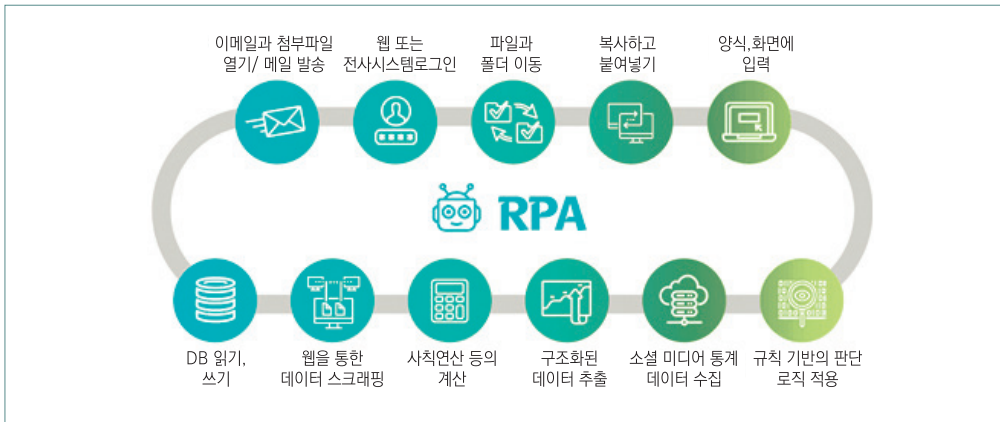 이메일과 첨부파일
열기/ 메일 발송
웹 또는
전사시스템로그인
파일과
폴더 이동
복사하고
붙여넣기
양식,화면에
입력
RPA
DB 읽기,
쓰기
웹을 통한
데이터 스크래핑
사칙연산 등의
계산
구조화된
데이터 추출
소셜 미디어 통계
데이터 수집
규칙 기반의 판단
로직 적용